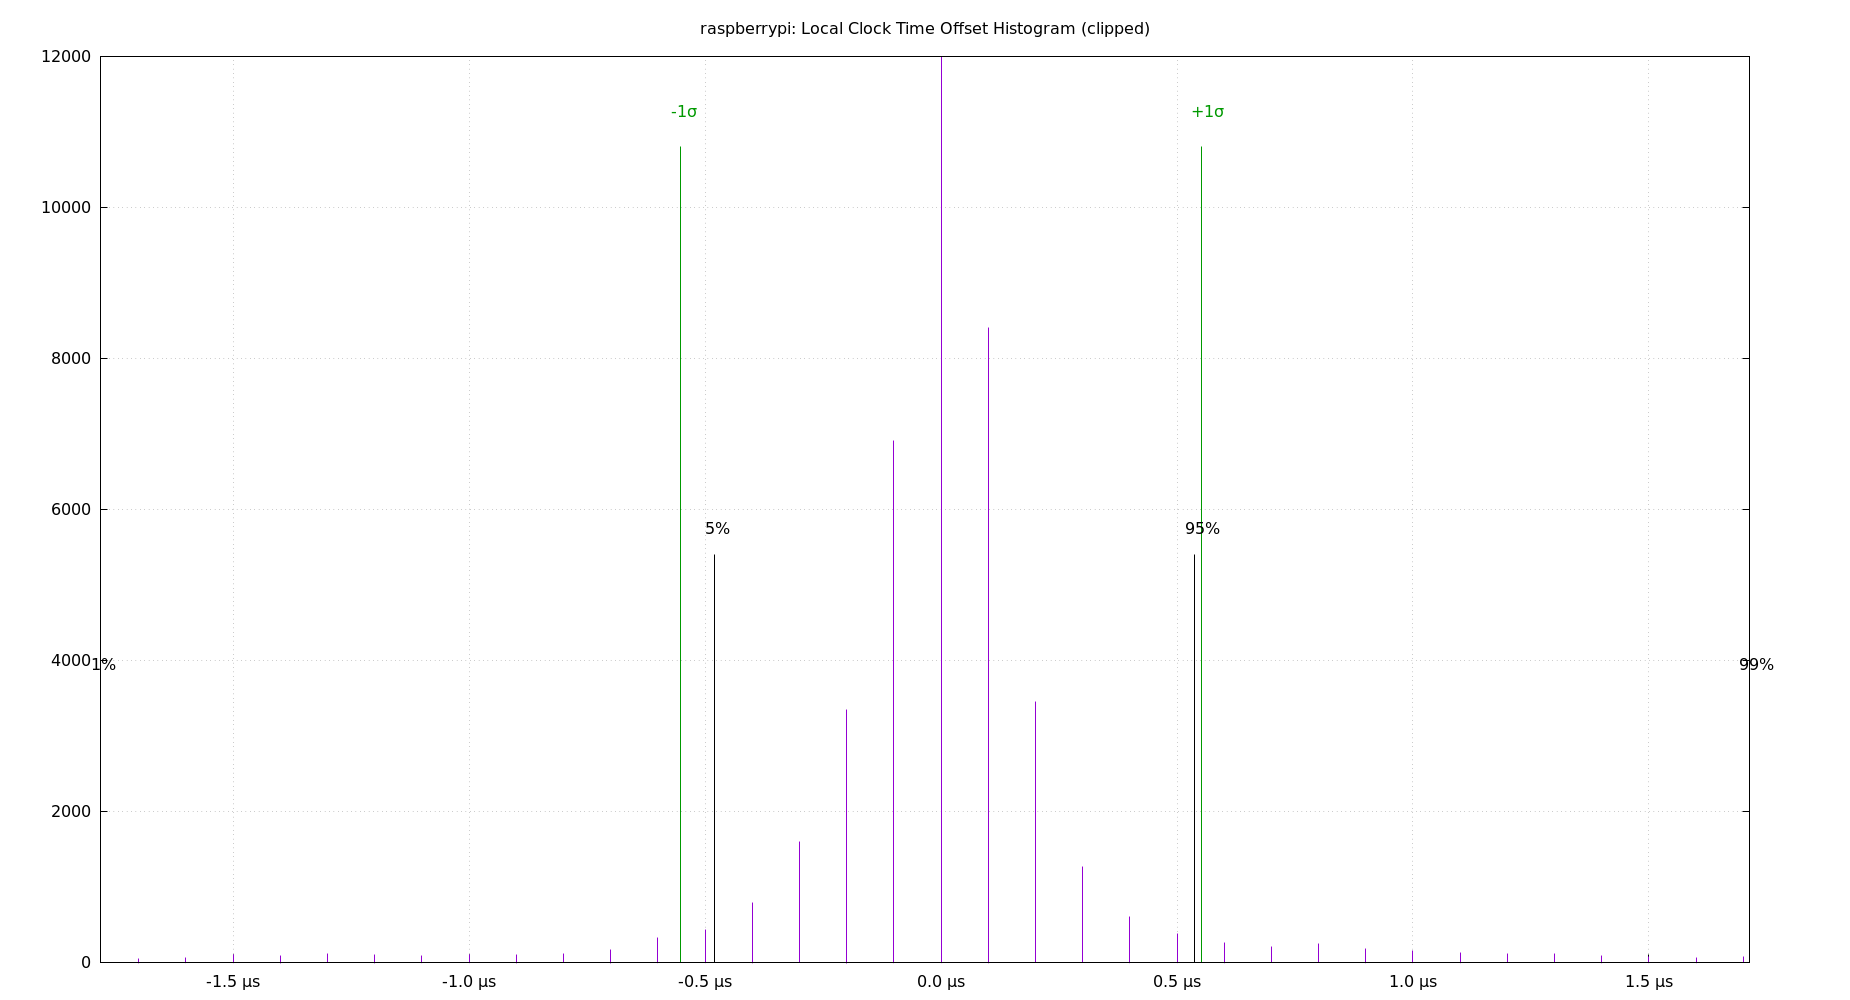 raspberrypi: Local Clock Time Offset Histogram (clipped)
12000
-1σ +1σ
10000
8000
6000
5% 95%
4000 1% 99%
2000
0
-1.5 µs -1.0 µs -0.5 µs 0.0 µs 0.5 µs 1.0 µs 1.5 µs